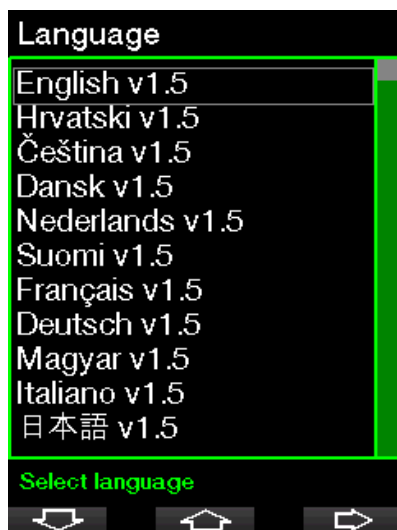 Language
English v1.5
Hrvatski v1.5
Čeština v1.5
Dansk v1.5
Nederlands v1.5
Suomi v1.5
Français v1.5
Deutsch v1.5
Magyar v1.5
Italiano v1.5
日本語 v1.5
Select language